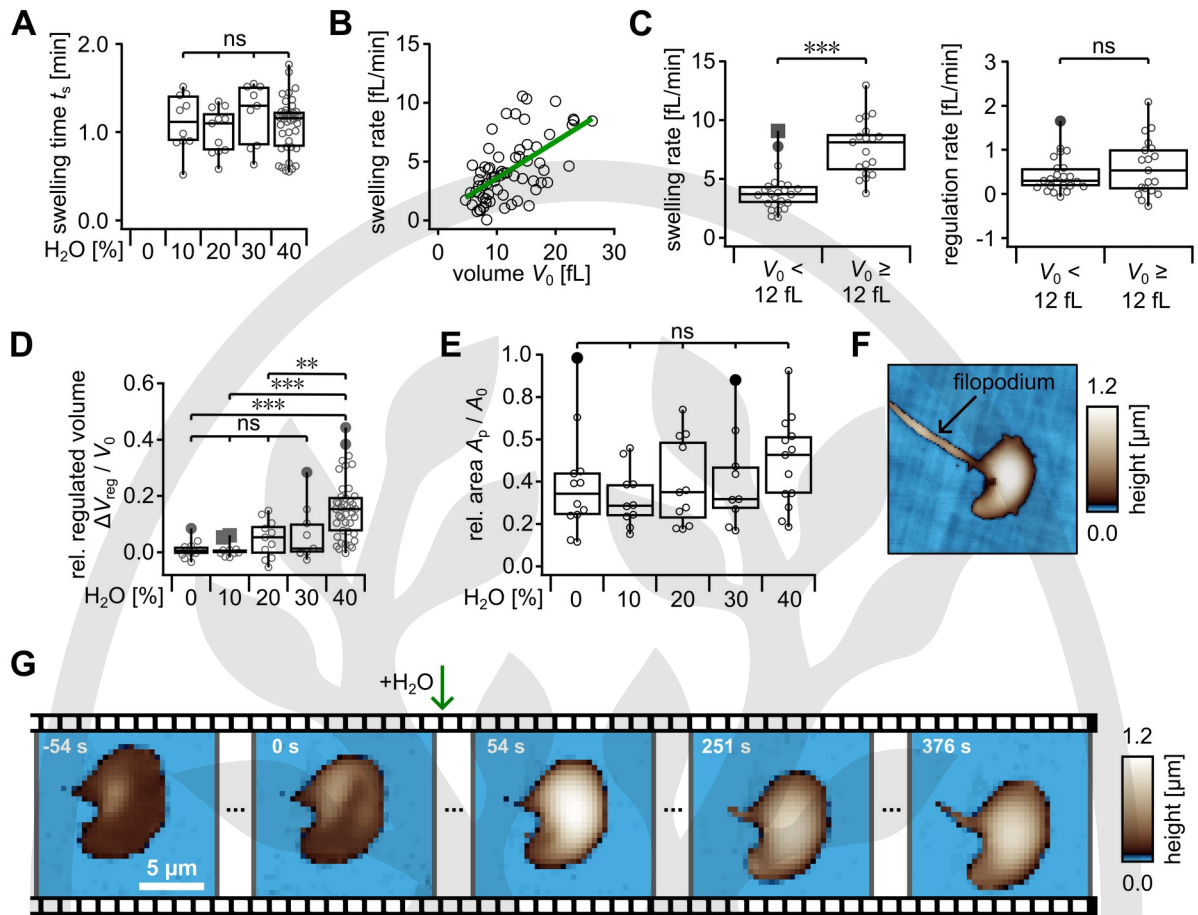 A
swelling time tₛ [min]
2.0
1.0
0.0
ns
H₂O [%]
0
10
20
30
40
B
swelling rate [fL/min]
15
10
5
0
0
10
20
30
volume V₀ [fL]
C
swelling rate [fL/min]
15
10
5
0
***
V₀ <
12 fL
V₀ ≥
12 fL
regulation rate [fL/min]
3
2
1
0
-1
ns
V₀ <
12 fL
V₀ ≥
12 fL
D
rel. regulated volume
ΔVreg / V₀
0.6
0.4
0.2
0.0
**
***
***
ns
H₂O [%]
0
10
20
30
40
E
rel. area Aₚ / A₀
1.0
0.8
0.6
0.5
0.4
0.2
0.0
ns
H₂O [%]
0
10
20
30
40
F
filopodium
1.2
0.0
height [µm]
G
+H₂O
-54 s
0 s
54 s
251 s
376 s
...
...
...
...
5 µm
1.2
0.0
height [µm]